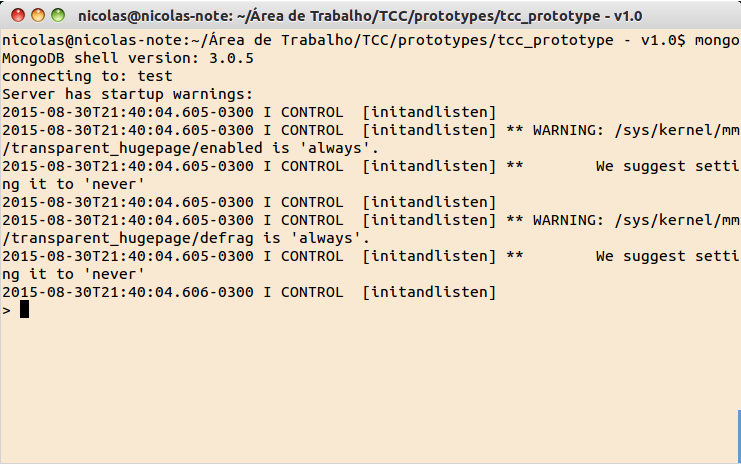 nicolas@nicolas-note: ~/Área de Trabalho/TCC/prototypes/tcc_prototype - v1.0
nicolas@nicolas-note:~/Área de Trabalho/TCC/prototypes/tcc_prototype - v1.0$ mongo
MongoDB shell version: 3.0.5
connecting to: test
Server has startup warnings:
2015-08-30T21:40:04.605-0300 I CONTROL  [initandlisten]
2015-08-30T21:40:04.605-0300 I CONTROL  [initandlisten] ** WARNING: /sys/kernel/mm
/transparent_hugepage/enabled is 'always'.
2015-08-30T21:40:04.605-0300 I CONTROL  [initandlisten] **        We suggest setti
ng it to 'never'
2015-08-30T21:40:04.605-0300 I CONTROL  [initandlisten]
2015-08-30T21:40:04.605-0300 I CONTROL  [initandlisten] ** WARNING: /sys/kernel/mm
/transparent_hugepage/defrag is 'always'.
2015-08-30T21:40:04.605-0300 I CONTROL  [initandlisten] **        We suggest setti
ng it to 'never'
2015-08-30T21:40:04.606-0300 I CONTROL  [initandlisten]
>